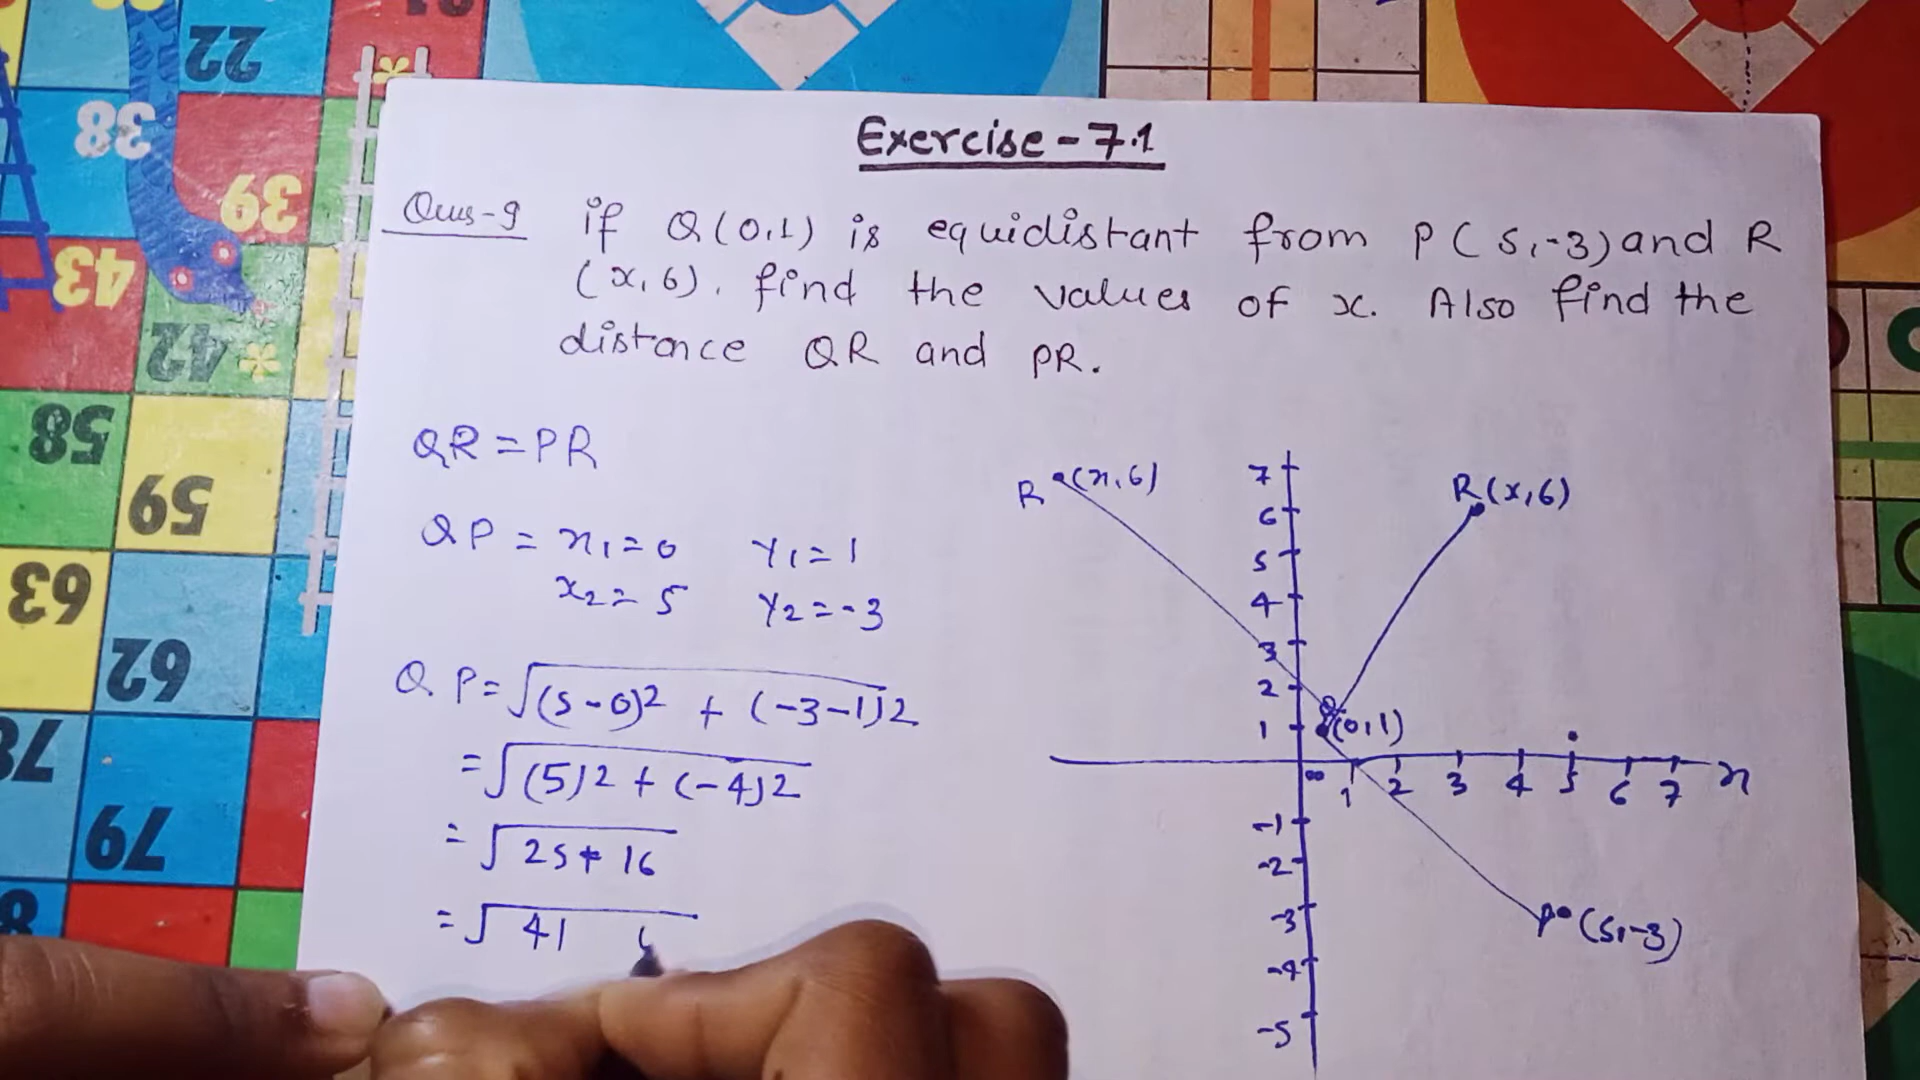 Exercise-7.1
Ques-9 if Q(0,1) is equidistant from P(5,-3) and R
(x,6). find the values of x. Also find the
distance QR and PR.
QR=PR
QP = x1=0 y1=1
x2=5 y2=-3
QP=√(5-0)2 + (-3-1)2
=√(5)2+(-4)2
=√25+16
=√41
R (x,6)
R(x,6)
7
6
5
4
3
2
1
(0,1)
1 2 3 4 5 6 7 x
-1
-2
-3
-4
-5
P (5,-3)
22
38
39
43
42
58
59
63
62
78
79